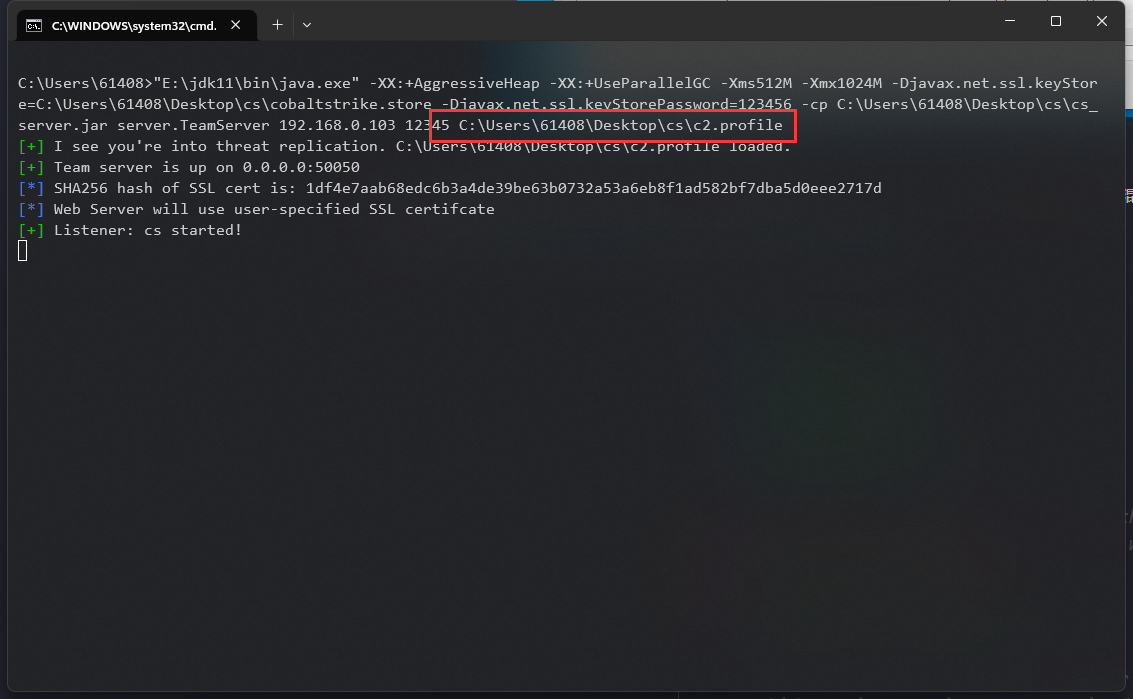 C:\WINDOWS\system32\cmd.
C:\Users\61408>"E:\jdk11\bin\java.exe" -XX:+AggressiveHeap -XX:+UseParallelGC -Xms512M -Xmx1024M -Djavax.net.ssl.keyStor
e=C:\Users\61408\Desktop\cs\cobaltstrike.store -Djavax.net.ssl.keyStorePassword=123456 -cp C:\Users\61408\Desktop\cs\cs_
server.jar server.TeamServer 192.168.0.103 12345 C:\Users\61408\Desktop\cs\c2.profile
[+] I see you're into threat replication. C:\Users\61408\Desktop\cs\c2.profile loaded.
[+] Team server is up on 0.0.0.0:50050
[*] SHA256 hash of SSL cert is: 1df4e7aab68edc6b3a4de39be63b0732a53a6eb8f1ad582bf7dba5d0eee2717d
[*] Web Server will use user-specified SSL certifcate
[+] Listener: cs started!